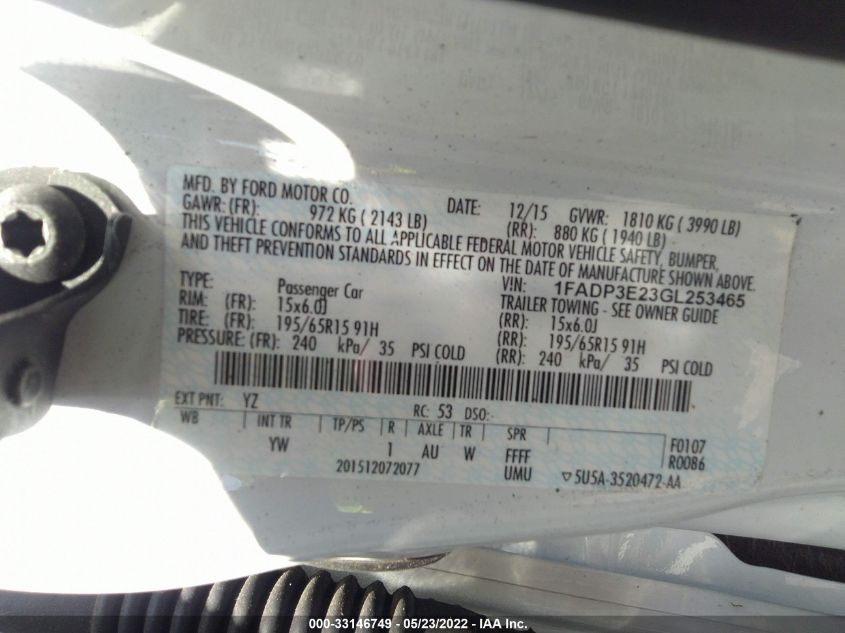 MFD. BY FORD MOTOR CO. DATE: 12/15 GVWR: 1810 KG ( 3990 LB)
GAWR: (FR): 972 KG ( 2143 LB) (RR): 880 KG ( 1940 LB)
THIS VEHICLE CONFORMS TO ALL APPLICABLE FEDERAL MOTOR VEHICLE SAFETY, BUMPER,
AND THEFT PREVENTION STANDARDS IN EFFECT ON THE DATE OF MANUFACTURE SHOWN ABOVE.
VIN: 1FADP3E23GL253465
TYPE: Passenger Car TRAILER TOWING - SEE OWNER GUIDE
RIM: (FR): 15x6.0J (RR): 15x6.0J
TIRE: (FR): 195/65R15 91H (RR): 195/65R15 91H
PRESSURE: (FR): 240 kPa/ 35 PSI COLD (RR): 240 kPa/ 35 PSI COLD
EXT PNT: YZ RC: 53 DSO:
WB INT TR TP/PS R AXLE TR SPR F0107
YW 1 AU W FFFF R0086
201512072077 UMU ▽5U5A-3520472-AA
000-33146749 - 05/23/2022 - IAA Inc.